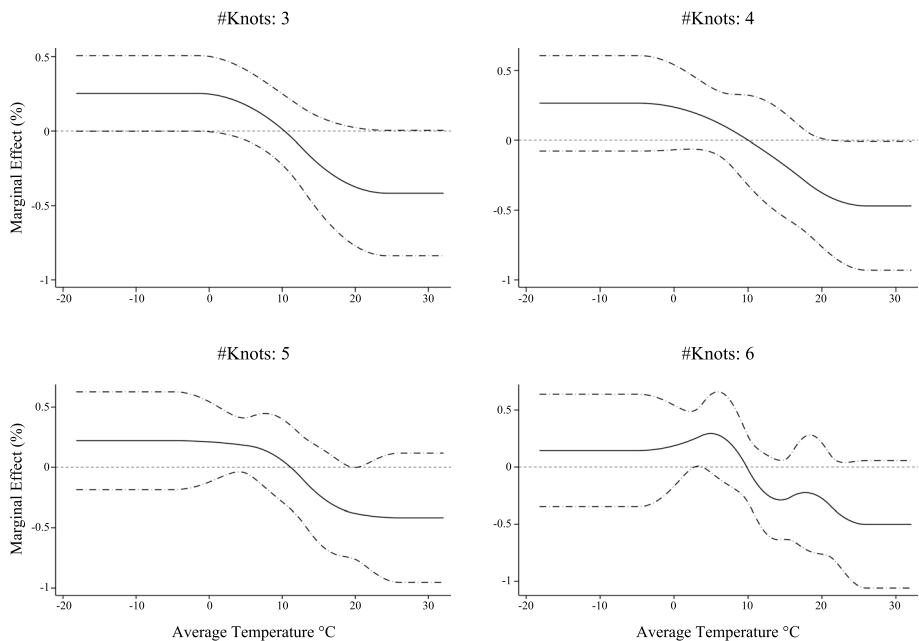 #Knots: 3
#Knots: 4
Marginal Effect (%)
0.5
0
-0.5
-1
-20 -10 0 10 20 30
0.5
0
-0.5
-1
-20 -10 0 10 20 30
#Knots: 5
#Knots: 6
Marginal Effect (%)
0.5
0
-0.5
-1
-20 -10 0 10 20 30
0.5
0
-0.5
-1
-20 -10 0 10 20 30
Average Temperature °C
Average Temperature °C